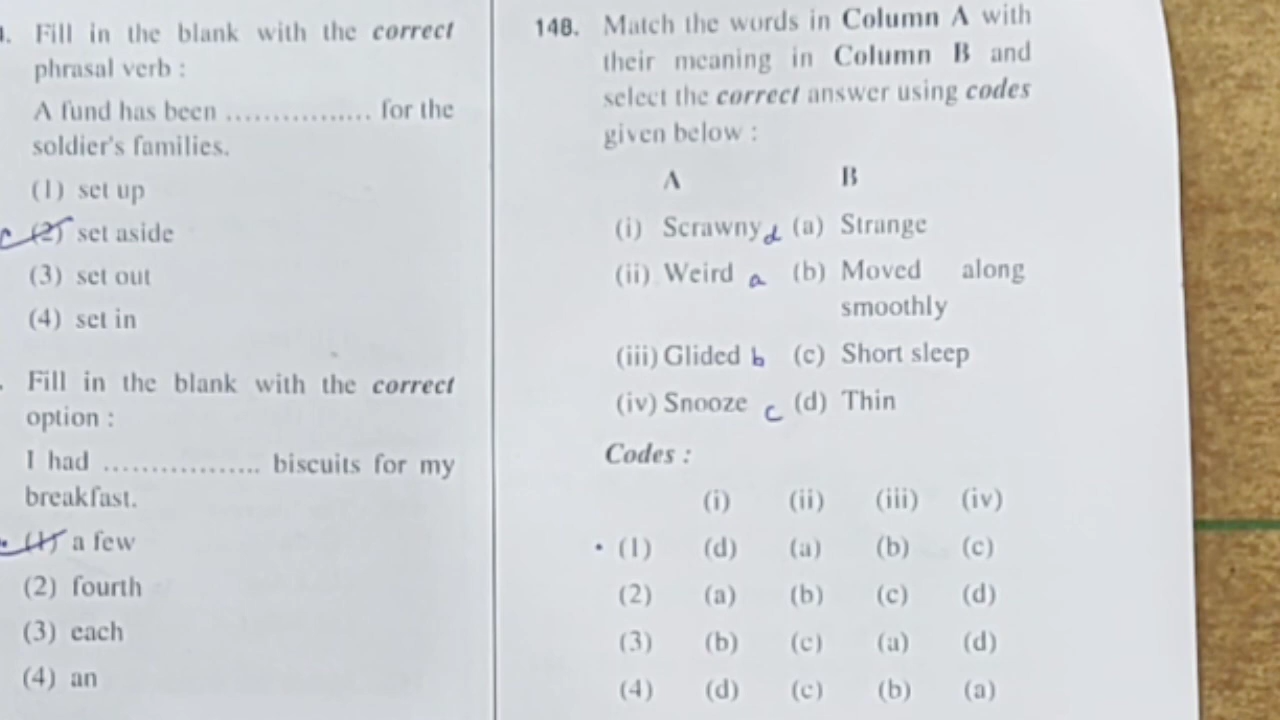 Fill in the blank with the correct
phrasal verb :
A fund has been ................ for the
soldier's families.
(1) set up
(2) set aside
(3) set out
(4) set in
Fill in the blank with the correct
option :
I had ................. biscuits for my
breakfast.
(1) a few
(2) fourth
(3) each
(4) an
148. Match the words in Column A with
their meaning in Column B and
select the correct answer using codes
given below :
A B
(i) Scrawny d (a) Strange
(ii) Weird a (b) Moved along
smoothly
(iii) Glided b (c) Short sleep
(iv) Snooze c (d) Thin
Codes :
(i) (ii) (iii) (iv)
(1) (d) (a) (b) (c)
(2) (a) (b) (c) (d)
(3) (b) (c) (a) (d)
(4) (d) (c) (b) (a)